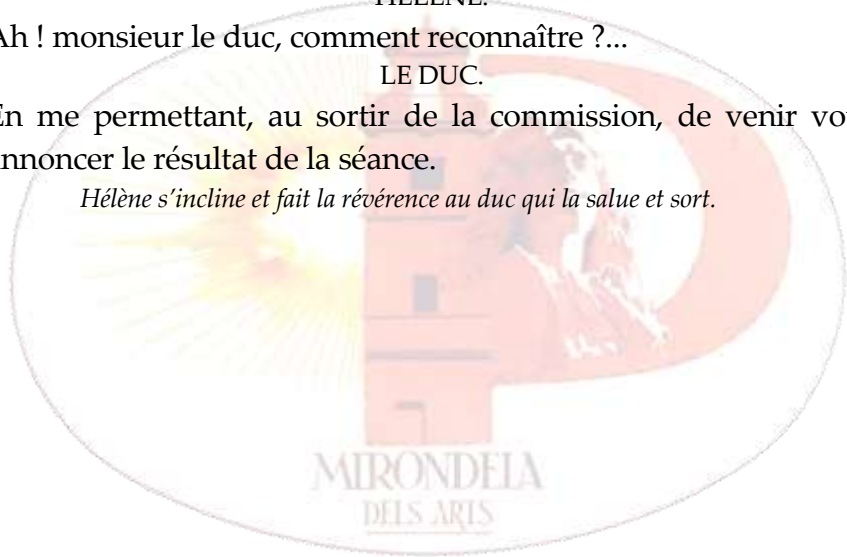 HÉLÈNE.
Ah ! monsieur le duc, comment reconnaître ?...
LE DUC.
En me permettant, au sortir de la commission, de venir vou
annoncer le résultat de la séance.
Hélène s'incline et fait la révérence au duc qui la salue et sort.
MIRONDELA
DELS ARTS